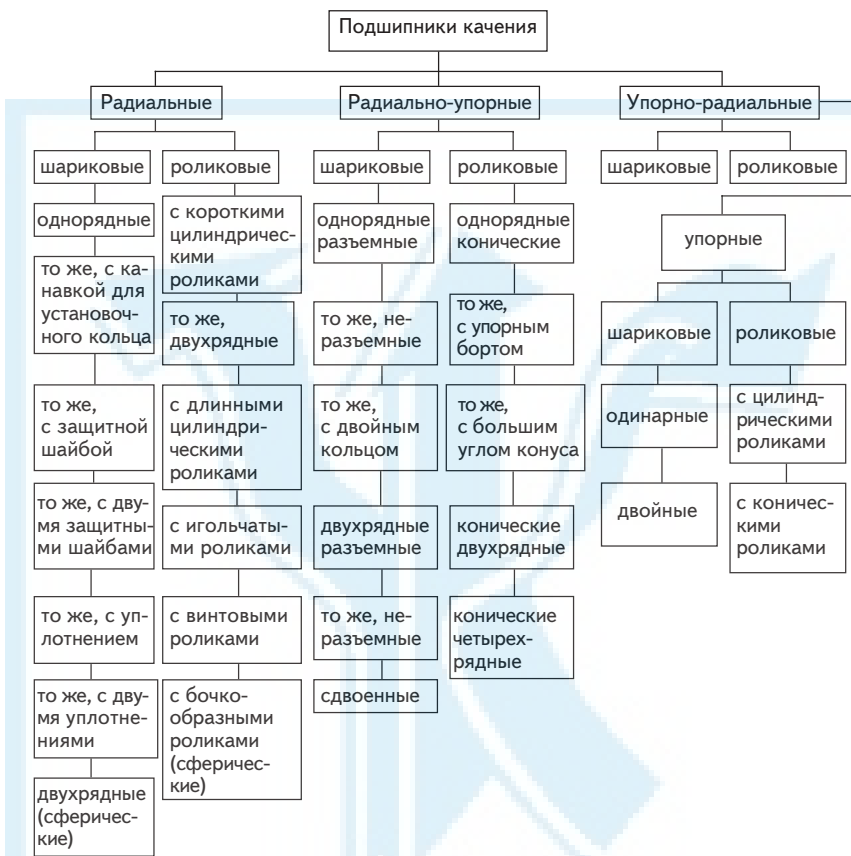 Подшипники качения
Радиальные
Радиально-упорные
Упорно-радиальные
шариковые
роликовые
шариковые
роликовые
шариковые
роликовые
однорядные
то же, с ка-
навкой для
установоч-
ного кольца
то же,
с защитной
шайбой
то же, с дву-
мя защитны-
ми шайбами
то же, с уп-
лотнением
то же, с дву-
мя уплотне-
ниями
двухрядные
(сферичес-
кие)
с короткими
цилиндричес-
кими
роликами
то же,
двухрядные
с длинными
цилиндри-
ческими
роликами
с игольчаты-
ми роликами
с винтовыми
роликами
с бочко-
образными
роликами
(сферичес-
кие)
однорядные
разъемные
то же, не-
разъемные
то же,
с двойным
кольцом
двухрядные
разъемные
то же, не-
разъемные
сдвоенные
однорядные
конические
то же,
с упорным
бортом
то же,
с большим
углом конуса
конические
двухрядные
конические
четырех-
рядные
упорные
шариковые
роликовые
одинарные
двойные
с цилинд-
рическими
роликами
с коничес-
кими
роликами